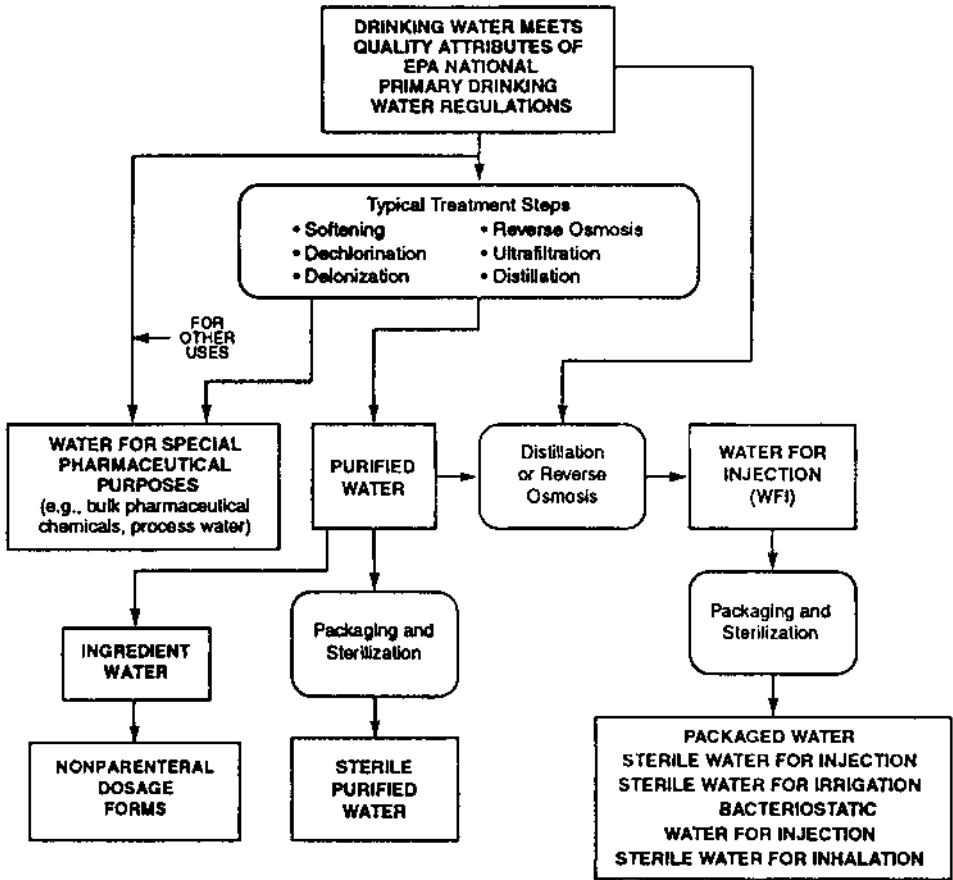 DRINKING WATER MEETS
QUALITY ATTRIBUTES OF
EPA NATIONAL
PRIMARY DRINKING
WATER REGULATIONS
Typical Treatment Steps
• Softening
• Dechlorination
• Deionization
• Reverse Osmosis
• Ultrafiltration
• Distillation
FOR
OTHER
USES
WATER FOR SPECIAL
PHARMACEUTICAL
PURPOSES
(e.g., bulk pharmaceutical
chemicals, process water)
PURIFIED
WATER
Distillation
or Reverse
Osmosis
WATER FOR
INJECTION
(WFI)
INGREDIENT
WATER
Packaging and
Sterilization
Packaging and
Sterilization
NONPARENTERAL
DOSAGE
FORMS
STERILE
PURIFIED
WATER
PACKAGED WATER
STERILE WATER FOR INJECTION
STERILE WATER FOR IRRIGATION
BACTERIOSTATIC
WATER FOR INJECTION
STERILE WATER FOR INHALATION